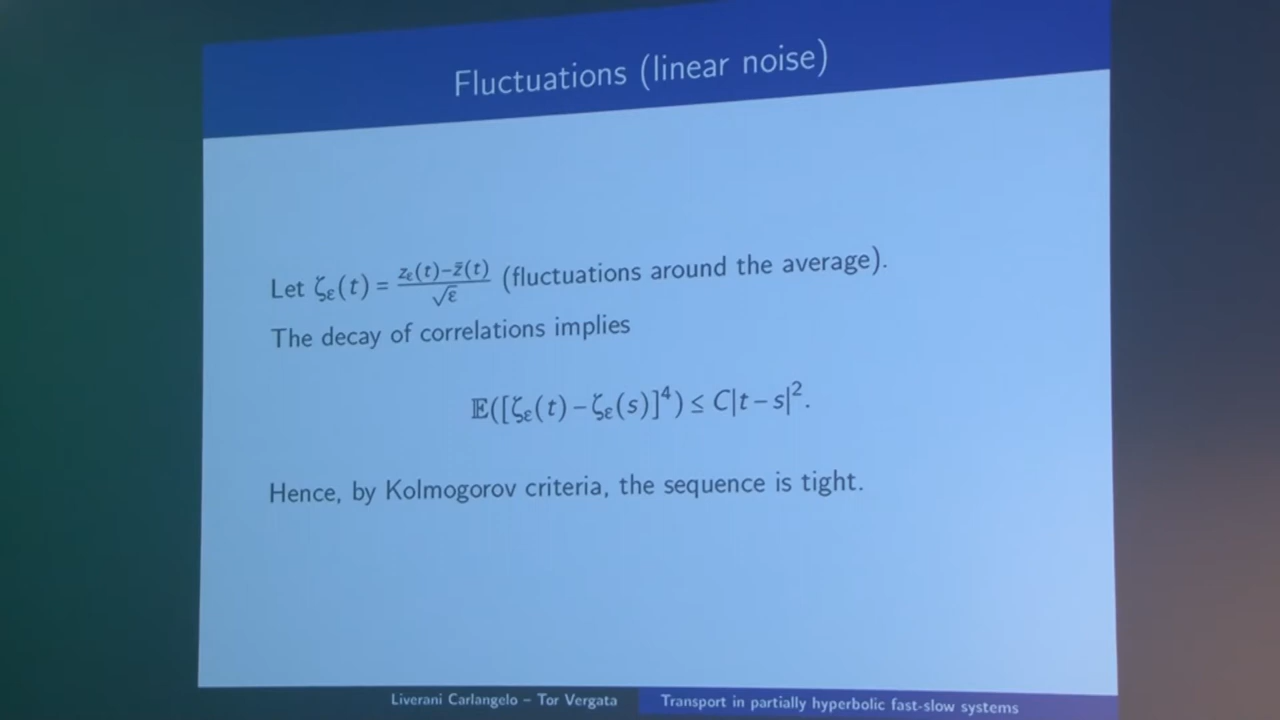 Fluctuations (linear noise)
Let ζε(t) = zε(t)−z̄(t) / √ε (fluctuations around the average).
The decay of correlations implies
𝔼([ζε(t) − ζε(s)]⁴) ≤ C|t − s|².
Hence, by Kolmogorov criteria, the sequence is tight.
Liverani Carlangelo – Tor Vergata
Transport in partially hyperbolic fast-slow systems